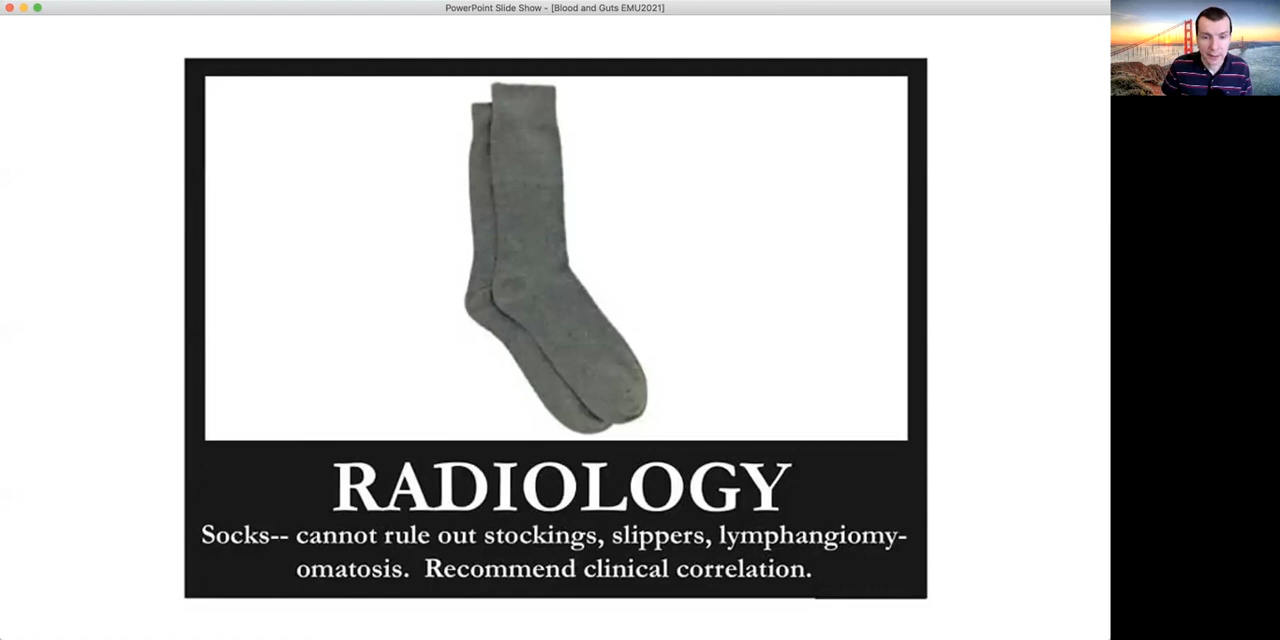 PowerPoint Slide Show - [Blood and Guts EMU2021]
RADIOLOGY
Socks-- cannot rule out stockings, slippers, lymphangiomy-
omatosis.  Recommend clinical correlation.